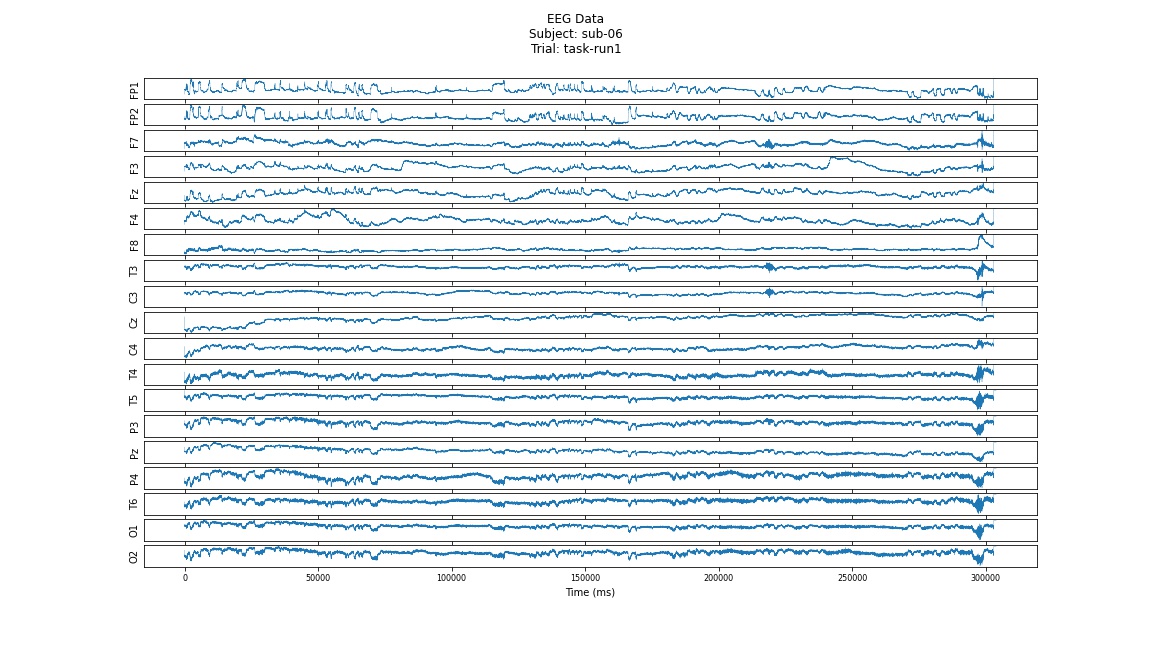 EEG Data
Subject: sub-06
Trial: task-run1
FP1
FP2
F7
F3
Fz
F4
F8
T3
C3
Cz
C4
T4
T5
P3
Pz
P4
T6
O1
O2
0 50000 100000 150000 200000 250000 300000
Time (ms)